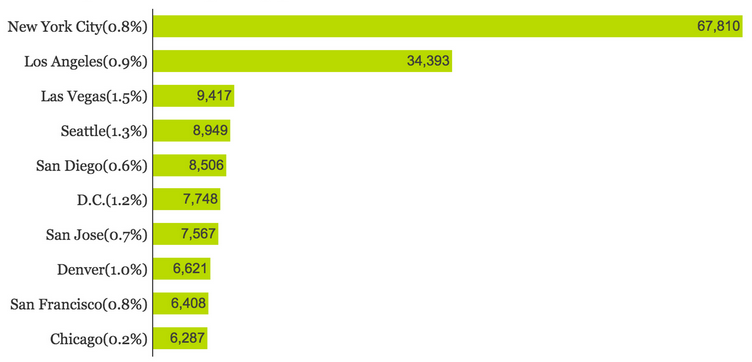 New York City(0.8%) 67,810
Los Angeles(0.9%) 34,393
Las Vegas(1.5%) 9,417
Seattle(1.3%) 8,949
San Diego(0.6%) 8,506
D.C.(1.2%) 7,748
San Jose(0.7%) 7,567
Denver(1.0%) 6,621
San Francisco(0.8%) 6,408
Chicago(0.2%) 6,287